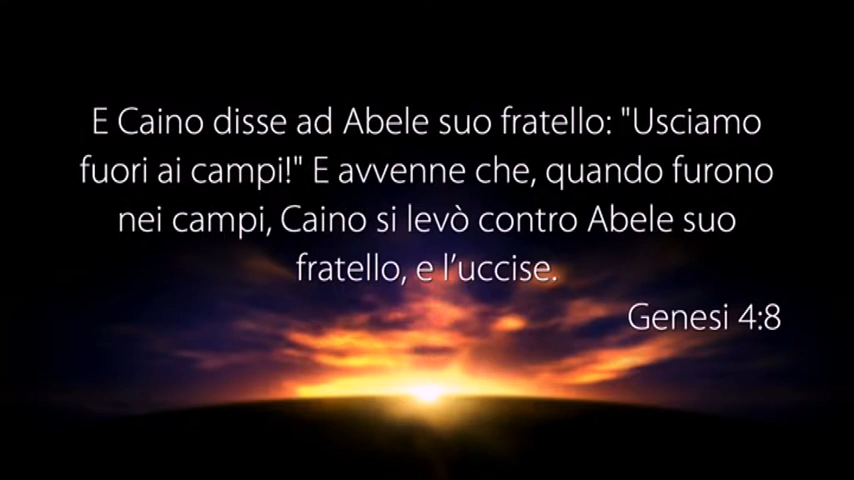 E Caino disse ad Abele suo fratello: "Usciamo
fuori ai campi!" E avvenne che, quando furono
nei campi, Caino si levò contro Abele suo
fratello, e l’uccise.
Genesi 4:8